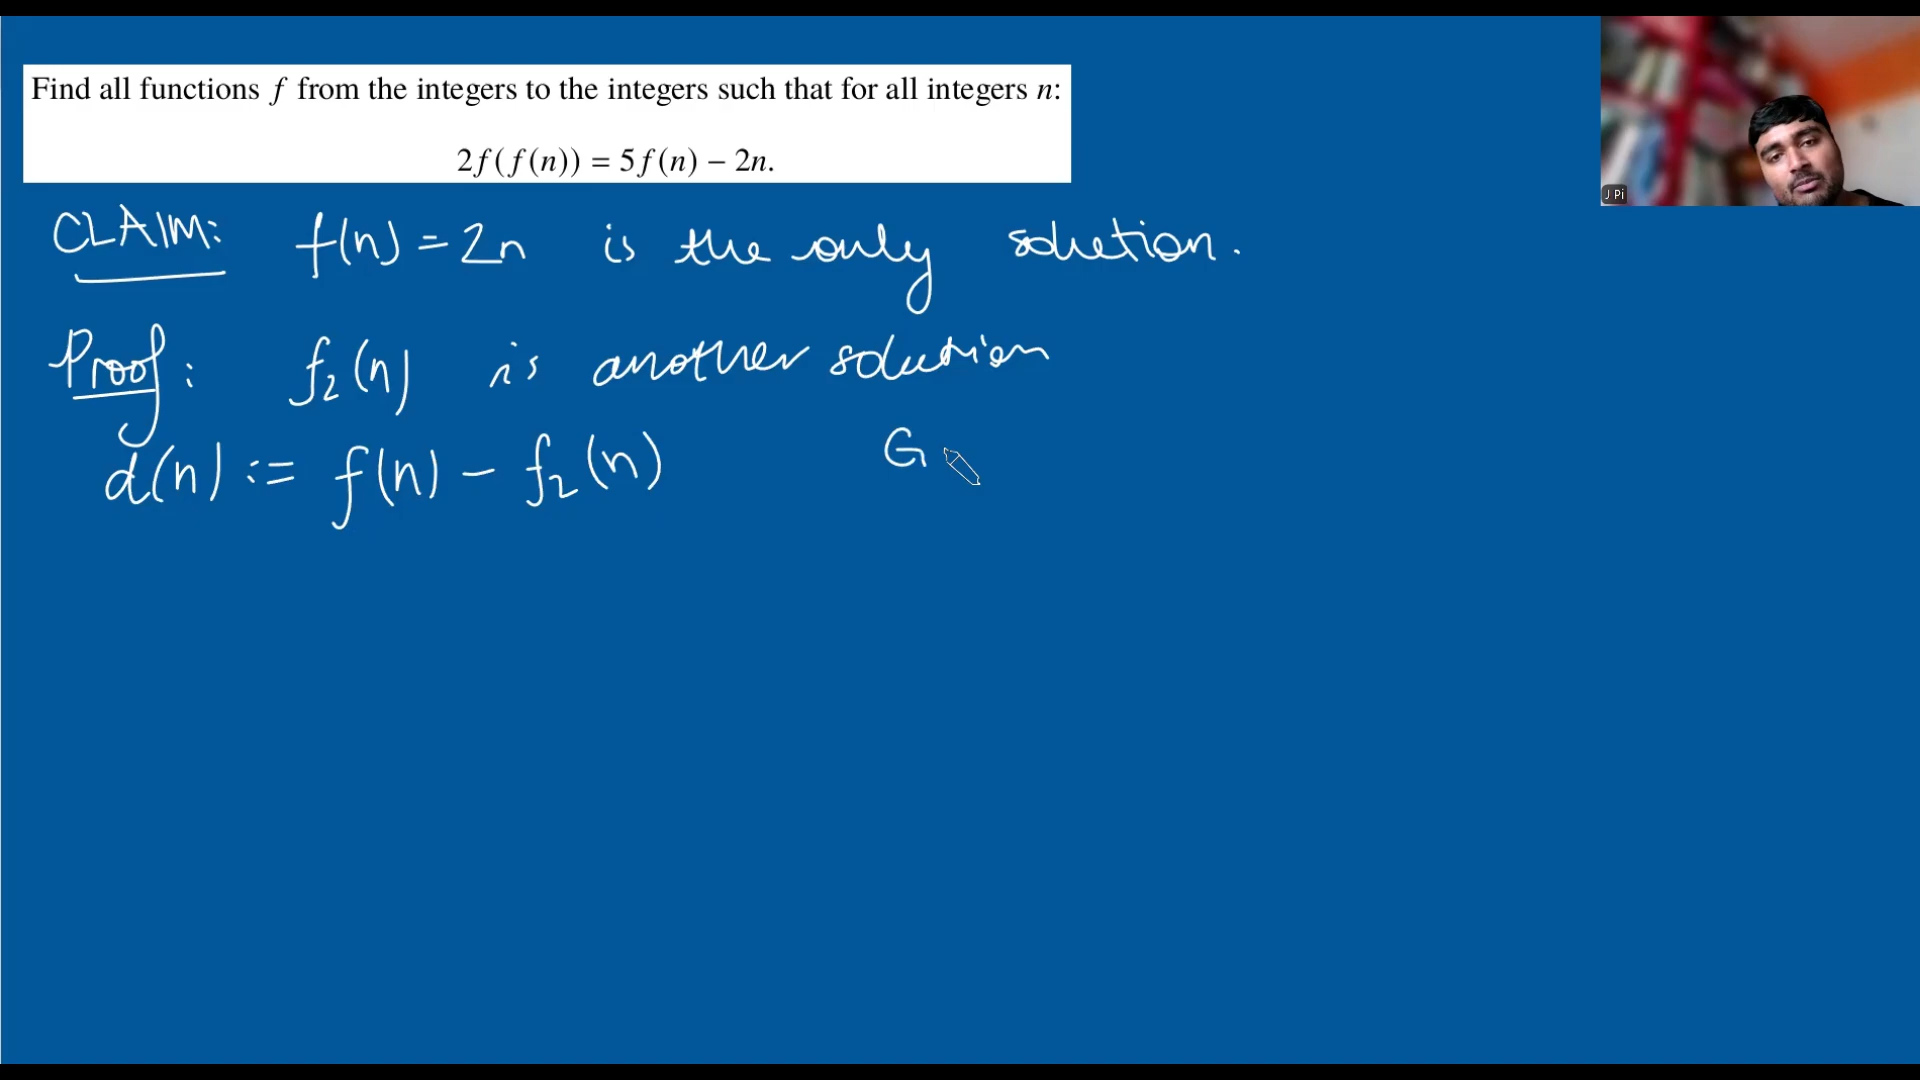 Find all functions f from the integers to the integers such that for all integers n:
2f(f(n)) = 5f(n) − 2n.
CLAIM: f(n) = 2n is the only solution.
Proof: f₂(n) is another solution
d(n) := f(n) − f₂(n) G
J Pi